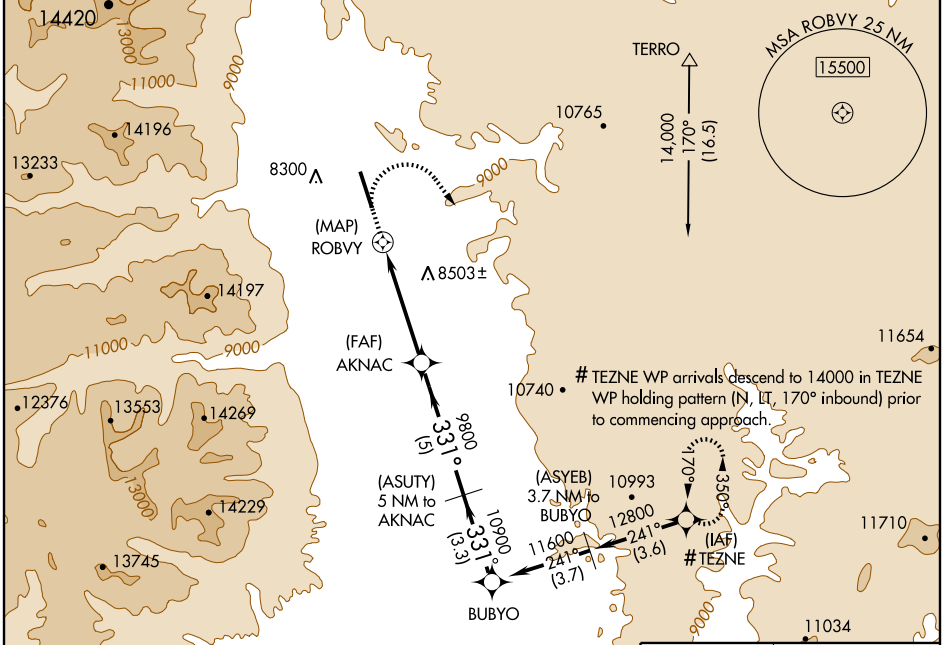 14420
13000
11000
9000
14196
13233
8300
(MAP)
ROBVY
8503±
9000
10765
TERRO
14,000
170°
(16.5)
MSA ROBVY 25 NM
15500
14197
11000
9000
(FAF)
AKNAC
11654
# TEZNE WP arrivals descend to 14000 in TEZNE
WP holding pattern (N, LT, 170° inbound) prior
to commencing approach.
10740
12376
13553
14269
9800
331°
(5)
(ASUTY)
5 NM to
AKNAC
(ASYEB)
3.7 NM to
BUBYO
10993
170°
350°
13000
14229
10900
331°
(3.3)
11600
241°
(3.7)
12800
241°
(3.6)
(IAF)
# TEZNE
11710
13745
BUBYO
9000
11034